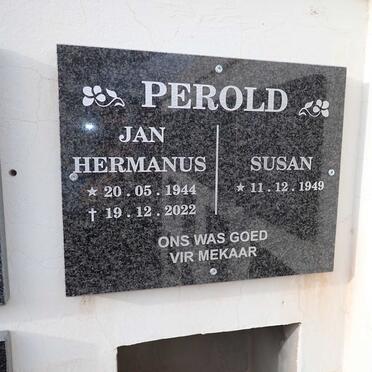 PEROLD
JAN
HERMANUS
★ 20.05.1944
† 19.12.2022
SUSAN
★ 11.12.1949
ONS WAS GOED
VIR MEKAAR